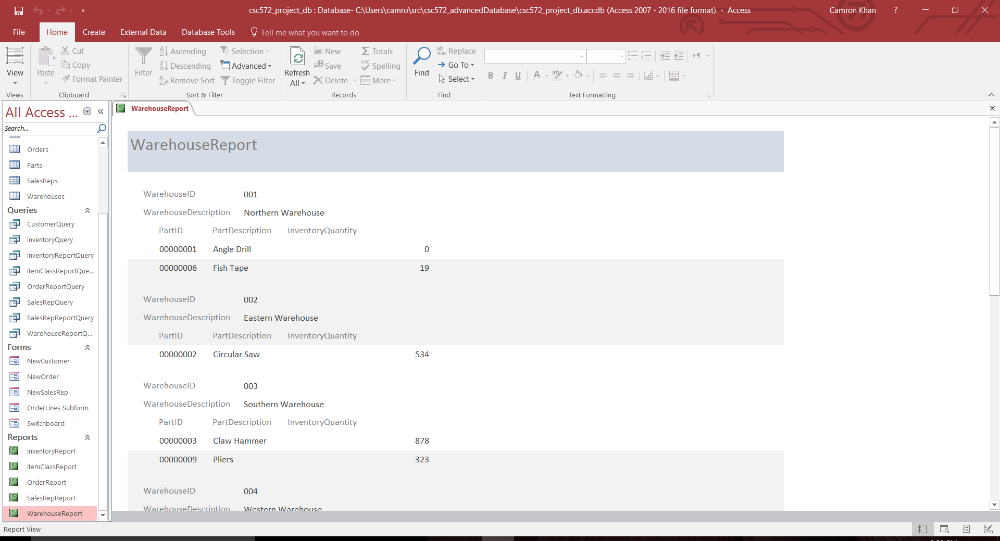 csc572_project_db : Database- C:\Users\camro\src\csc572_advancedDatabase\csc572_project_db.accdb (Access 2007 - 2016 file format) - Access
Camron Khan
?
File
Home
Create
External Data
Database Tools
Tell me what you want to do
View
Views
Paste
Cut
Copy
Format Painter
Clipboard
Filter
Ascending
Descending
Remove Sort
Selection
Advanced
Toggle Filter
Sort & Filter
Refresh
All
New
Save
Delete
Totals
Spelling
More
Records
Find
Replace
Go To
Select
Find
B I U A
Text Formatting
All Access ...
Search...
Orders
Parts
SalesReps
Warehouses
Queries
CustomerQuery
InventoryQuery
InventoryReportQuery
ItemClassReportQue...
OrderReportQuery
SalesRepQuery
SalesRepReportQuery
WarehouseReportQ...
Forms
NewCustomer
NewOrder
NewSalesRep
OrderLines Subform
Switchboard
Reports
InventoryReport
ItemClassReport
OrderReport
SalesRepReport
WarehouseReport
WarehouseReport
WarehouseReport
WarehouseID 001
WarehouseDescription Northern Warehouse
PartID PartDescription InventoryQuantity
00000001 Angle Drill 0
00000006 Fish Tape 19
WarehouseID 002
WarehouseDescription Eastern Warehouse
PartID PartDescription InventoryQuantity
00000002 Circular Saw 534
WarehouseID 003
WarehouseDescription Southern Warehouse
PartID PartDescription InventoryQuantity
00000003 Claw Hammer 878
00000009 Pliers 323
WarehouseID 004
WarehouseDescription Western Warehouse
Report View